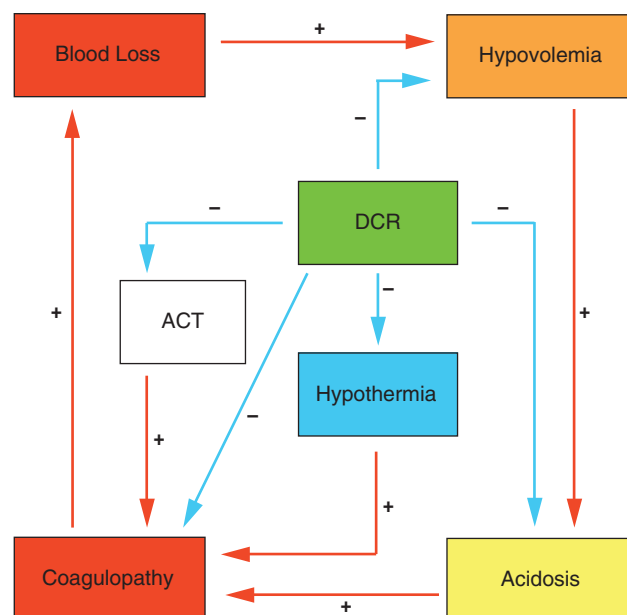 Blood Loss
+
Hypovolemia
−
−
DCR
−
ACT
−
+
+
Hypothermia
−
+
+
Coagulopathy
+
Acidosis